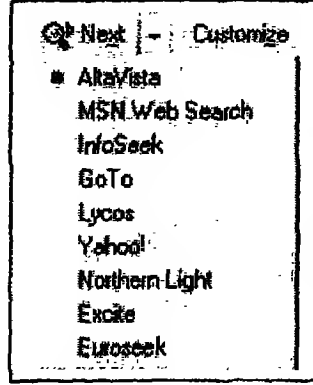 Next Customize
AltaVista
MSN Web Search
InfoSeek
GoTo
Lycos
Yahoo!
Northern Light
Excite
Euroseek